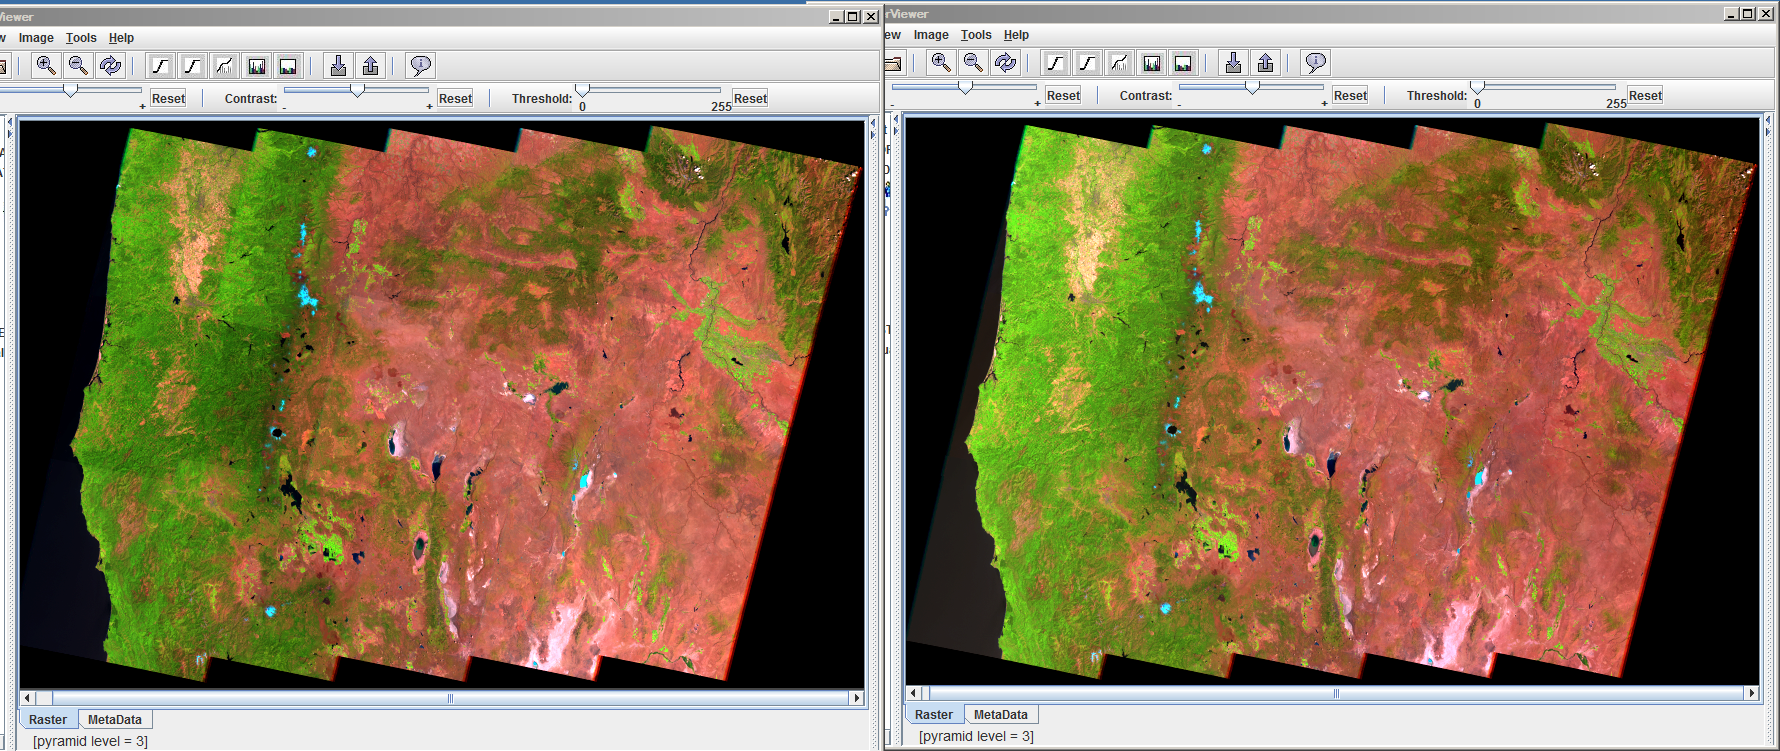 Viewer
w Image Tools Help
- + Reset Contrast: - + Reset Threshold: 0 255 Reset
Raster MetaData
[pyramid level = 3]
rViewer
ew Image Tools Help
- + Reset Contrast: - + Reset Threshold: 0 255 Reset
Raster MetaData
[pyramid level = 3]